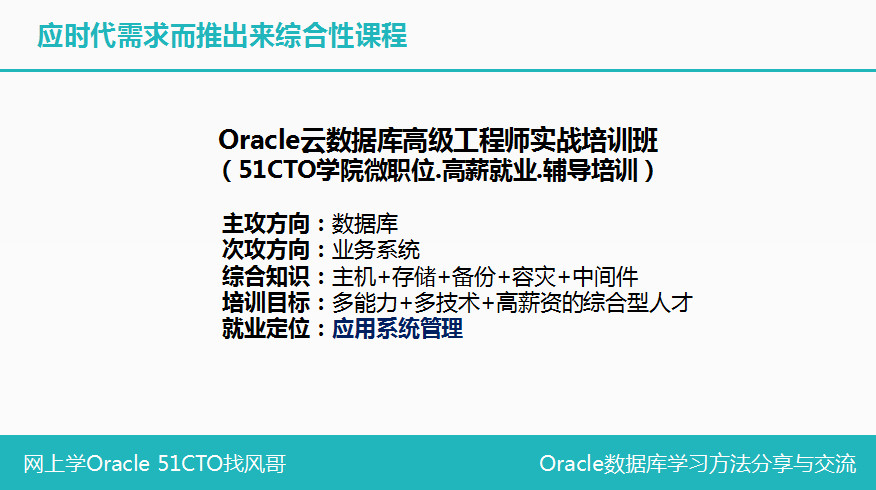 应时代需求而推出来综合性课程
Oracle云数据库高级工程师实战培训班
（51CTO学院微职位.高薪就业.辅导培训）
主攻方向：数据库
次攻方向：业务系统
综合知识：主机+存储+备份+容灾+中间件
培训目标：多能力+多技术+高薪资的综合型人才
就业定位：应用系统管理
网上学Oracle 51CTO找风哥
Oracle数据库学习方法分享与交流